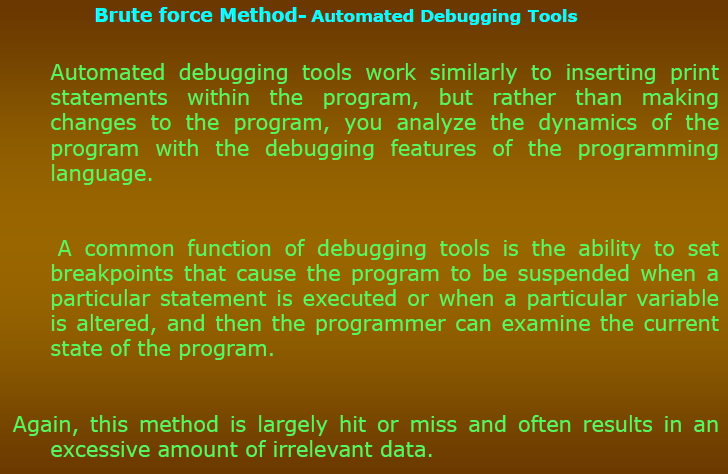 Brute force Method- Automated Debugging Tools
Automated debugging tools work similarly to inserting print
statements within the program, but rather than making
changes to the program, you analyze the dynamics of the
program with the debugging features of the programming
language.
A common function of debugging tools is the ability to set
breakpoints that cause the program to be suspended when a
particular statement is executed or when a particular variable
is altered, and then the programmer can examine the current
state of the program.
Again, this method is largely hit or miss and often results in an
excessive amount of irrelevant data.